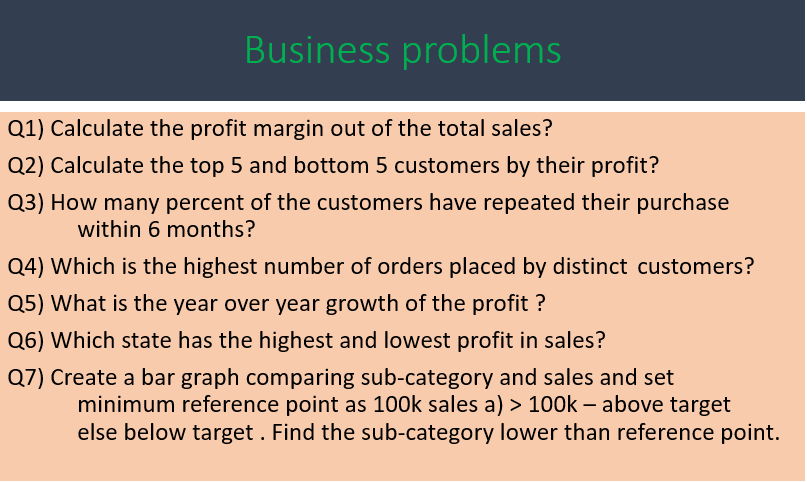 Business problems
Q1) Calculate the profit margin out of the total sales?
Q2) Calculate the top 5 and bottom 5 customers by their profit?
Q3) How many percent of the customers have repeated their purchase
within 6 months?
Q4) Which is the highest number of orders placed by distinct customers?
Q5) What is the year over year growth of the profit ?
Q6) Which state has the highest and lowest profit in sales?
Q7) Create a bar graph comparing sub-category and sales and set
minimum reference point as 100k sales a) > 100k – above target
else below target . Find the sub-category lower than reference point.